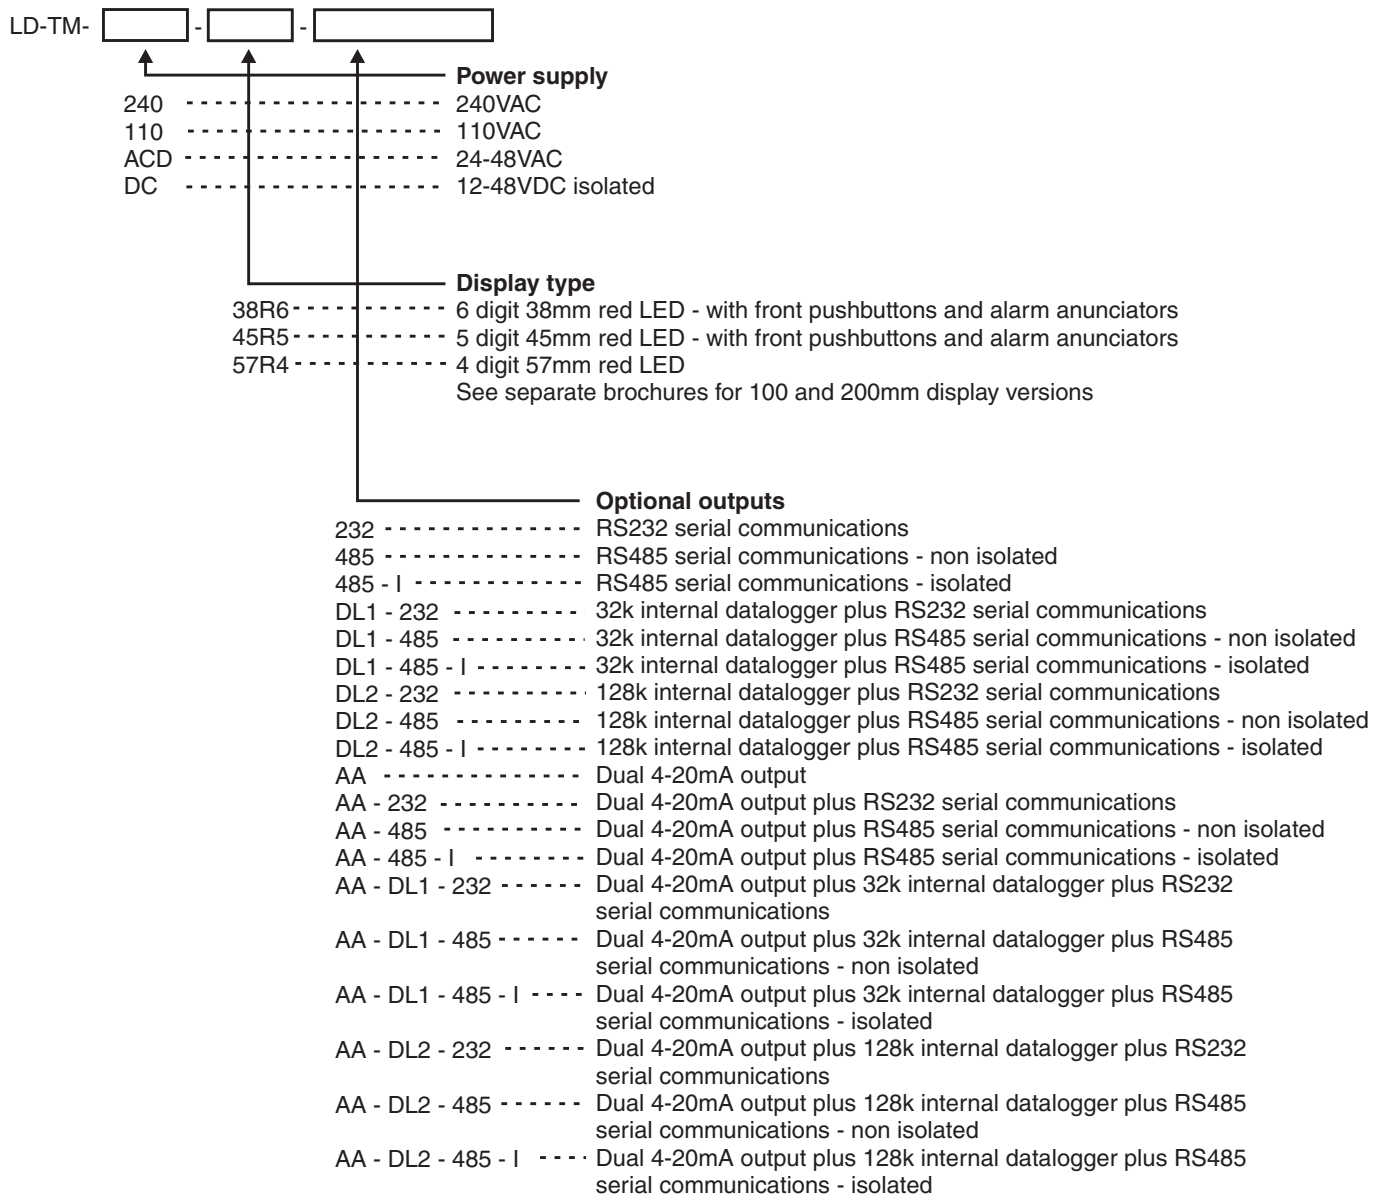 LD-TM- - -
Power supply
240 240VAC
110 110VAC
ACD 24-48VAC
DC 12-48VDC isolated
Display type
38R6 6 digit 38mm red LED - with front pushbuttons and alarm anunciators
45R5 5 digit 45mm red LED - with front pushbuttons and alarm anunciators
57R4 4 digit 57mm red LED
See separate brochures for 100 and 200mm display versions
Optional outputs
232 RS232 serial communications
485 RS485 serial communications - non isolated
485 - I RS485 serial communications - isolated
DL1 - 232 32k internal datalogger plus RS232 serial communications
DL1 - 485 32k internal datalogger plus RS485 serial communications - non isolated
DL1 - 485 - I 32k internal datalogger plus RS485 serial communications - isolated
DL2 - 232 128k internal datalogger plus RS232 serial communications
DL2 - 485 128k internal datalogger plus RS485 serial communications - non isolated
DL2 - 485 - I 128k internal datalogger plus RS485 serial communications - isolated
AA Dual 4-20mA output
AA - 232 Dual 4-20mA output plus RS232 serial communications
AA - 485 Dual 4-20mA output plus RS485 serial communications - non isolated
AA - 485 - I Dual 4-20mA output plus RS485 serial communications - isolated
AA - DL1 - 232 Dual 4-20mA output plus 32k internal datalogger plus RS232
serial communications
AA - DL1 - 485 Dual 4-20mA output plus 32k internal datalogger plus RS485
serial communications - non isolated
AA - DL1 - 485 - I Dual 4-20mA output plus 32k internal datalogger plus RS485
serial communications - isolated
AA - DL2 - 232 Dual 4-20mA output plus 128k internal datalogger plus RS232
serial communications
AA - DL2 - 485 Dual 4-20mA output plus 128k internal datalogger plus RS485
serial communications - non isolated
AA - DL2 - 485 - I Dual 4-20mA output plus 128k internal datalogger plus RS485
serial communications - isolated